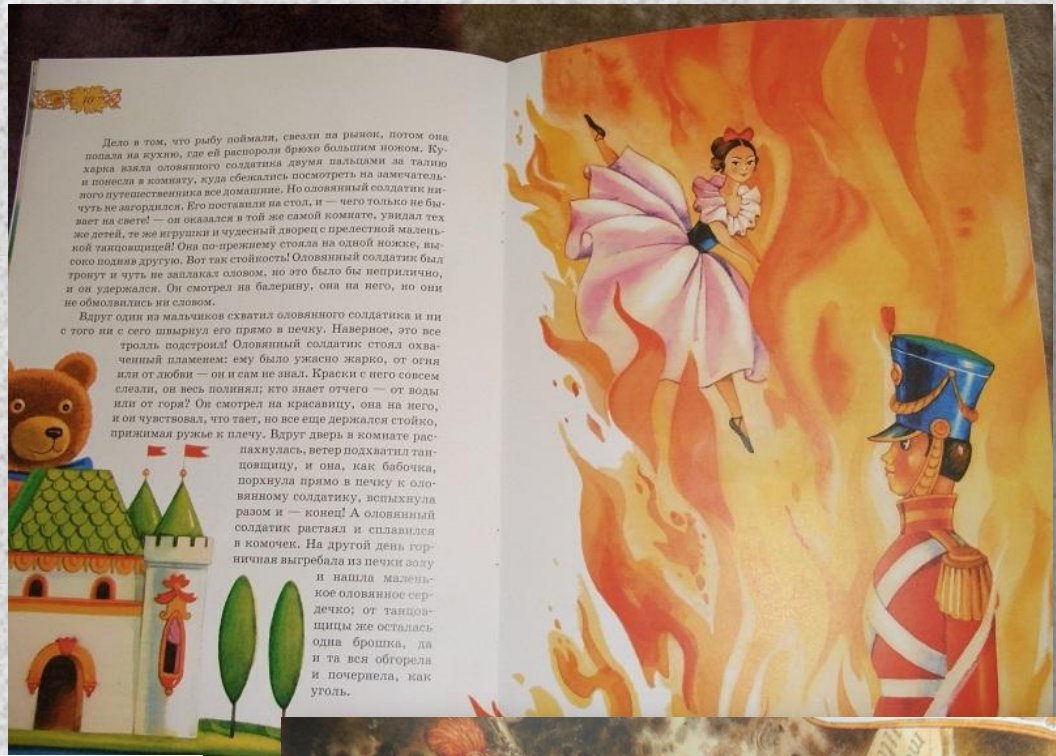 10
Дело в том, что рыбу поймали, свезли на рынок, потом она
попала на кухню, где ей распороли брюхо большим ножом. Ку-
харка взяла оловянного солдатика двумя пальцами за талию
и понесла в комнату, куда сбежались посмотреть на замечатель-
ного путешественника все домашние. Но оловянный солдатик ни-
чуть не загордился. Его поставили на стол, и — чего только не бы-
вает на свете! — он оказался в той же самой комнате, увидал тех
же детей, те же игрушки и чудесный дворец с прелестной малень-
кой танцовщицей! Она по-прежнему стояла на одной ножке, вы-
соко подняв другую. Вот так стойкость! Оловянный солдатик был
тронут и чуть не заплакал оловом, но это было бы неприлично,
и он удержался. Он смотрел на балерину, она на него, но они
не обмолвились ни словом.
Вдруг один из мальчиков схватил оловянного солдатика и ни
с того ни с сего швырнул его прямо в печку. Наверное, это все
тролль подстроил! Оловянный солдатик стоял охва-
ченный пламенем: ему было ужасно жарко, от огня
или от любви — он и сам не знал. Краски с него совсем
слезли, он весь полинял; кто знает отчего — от воды
или от горя? Он смотрел на красавицу, она на него,
и он чувствовал, что тает, но все еще держался стойко,
прижимая ружье к плечу. Вдруг дверь в комнате рас-
пахнулась, ветер подхватил тан-
цовщицу, и она, как бабочка,
порхнула прямо в печку к оло-
вянному солдатику, вспыхнула
разом и — конец! А оловянный
солдатик растаял и сплавился
в комочек. На другой день гор-
ничная выгребала из печки золу
и нашла малень-
кое оловянное сер-
дечко; от танцов-
щицы же осталась
одна брошка, да
и та вся обгорела
и почернела, как
уголь.